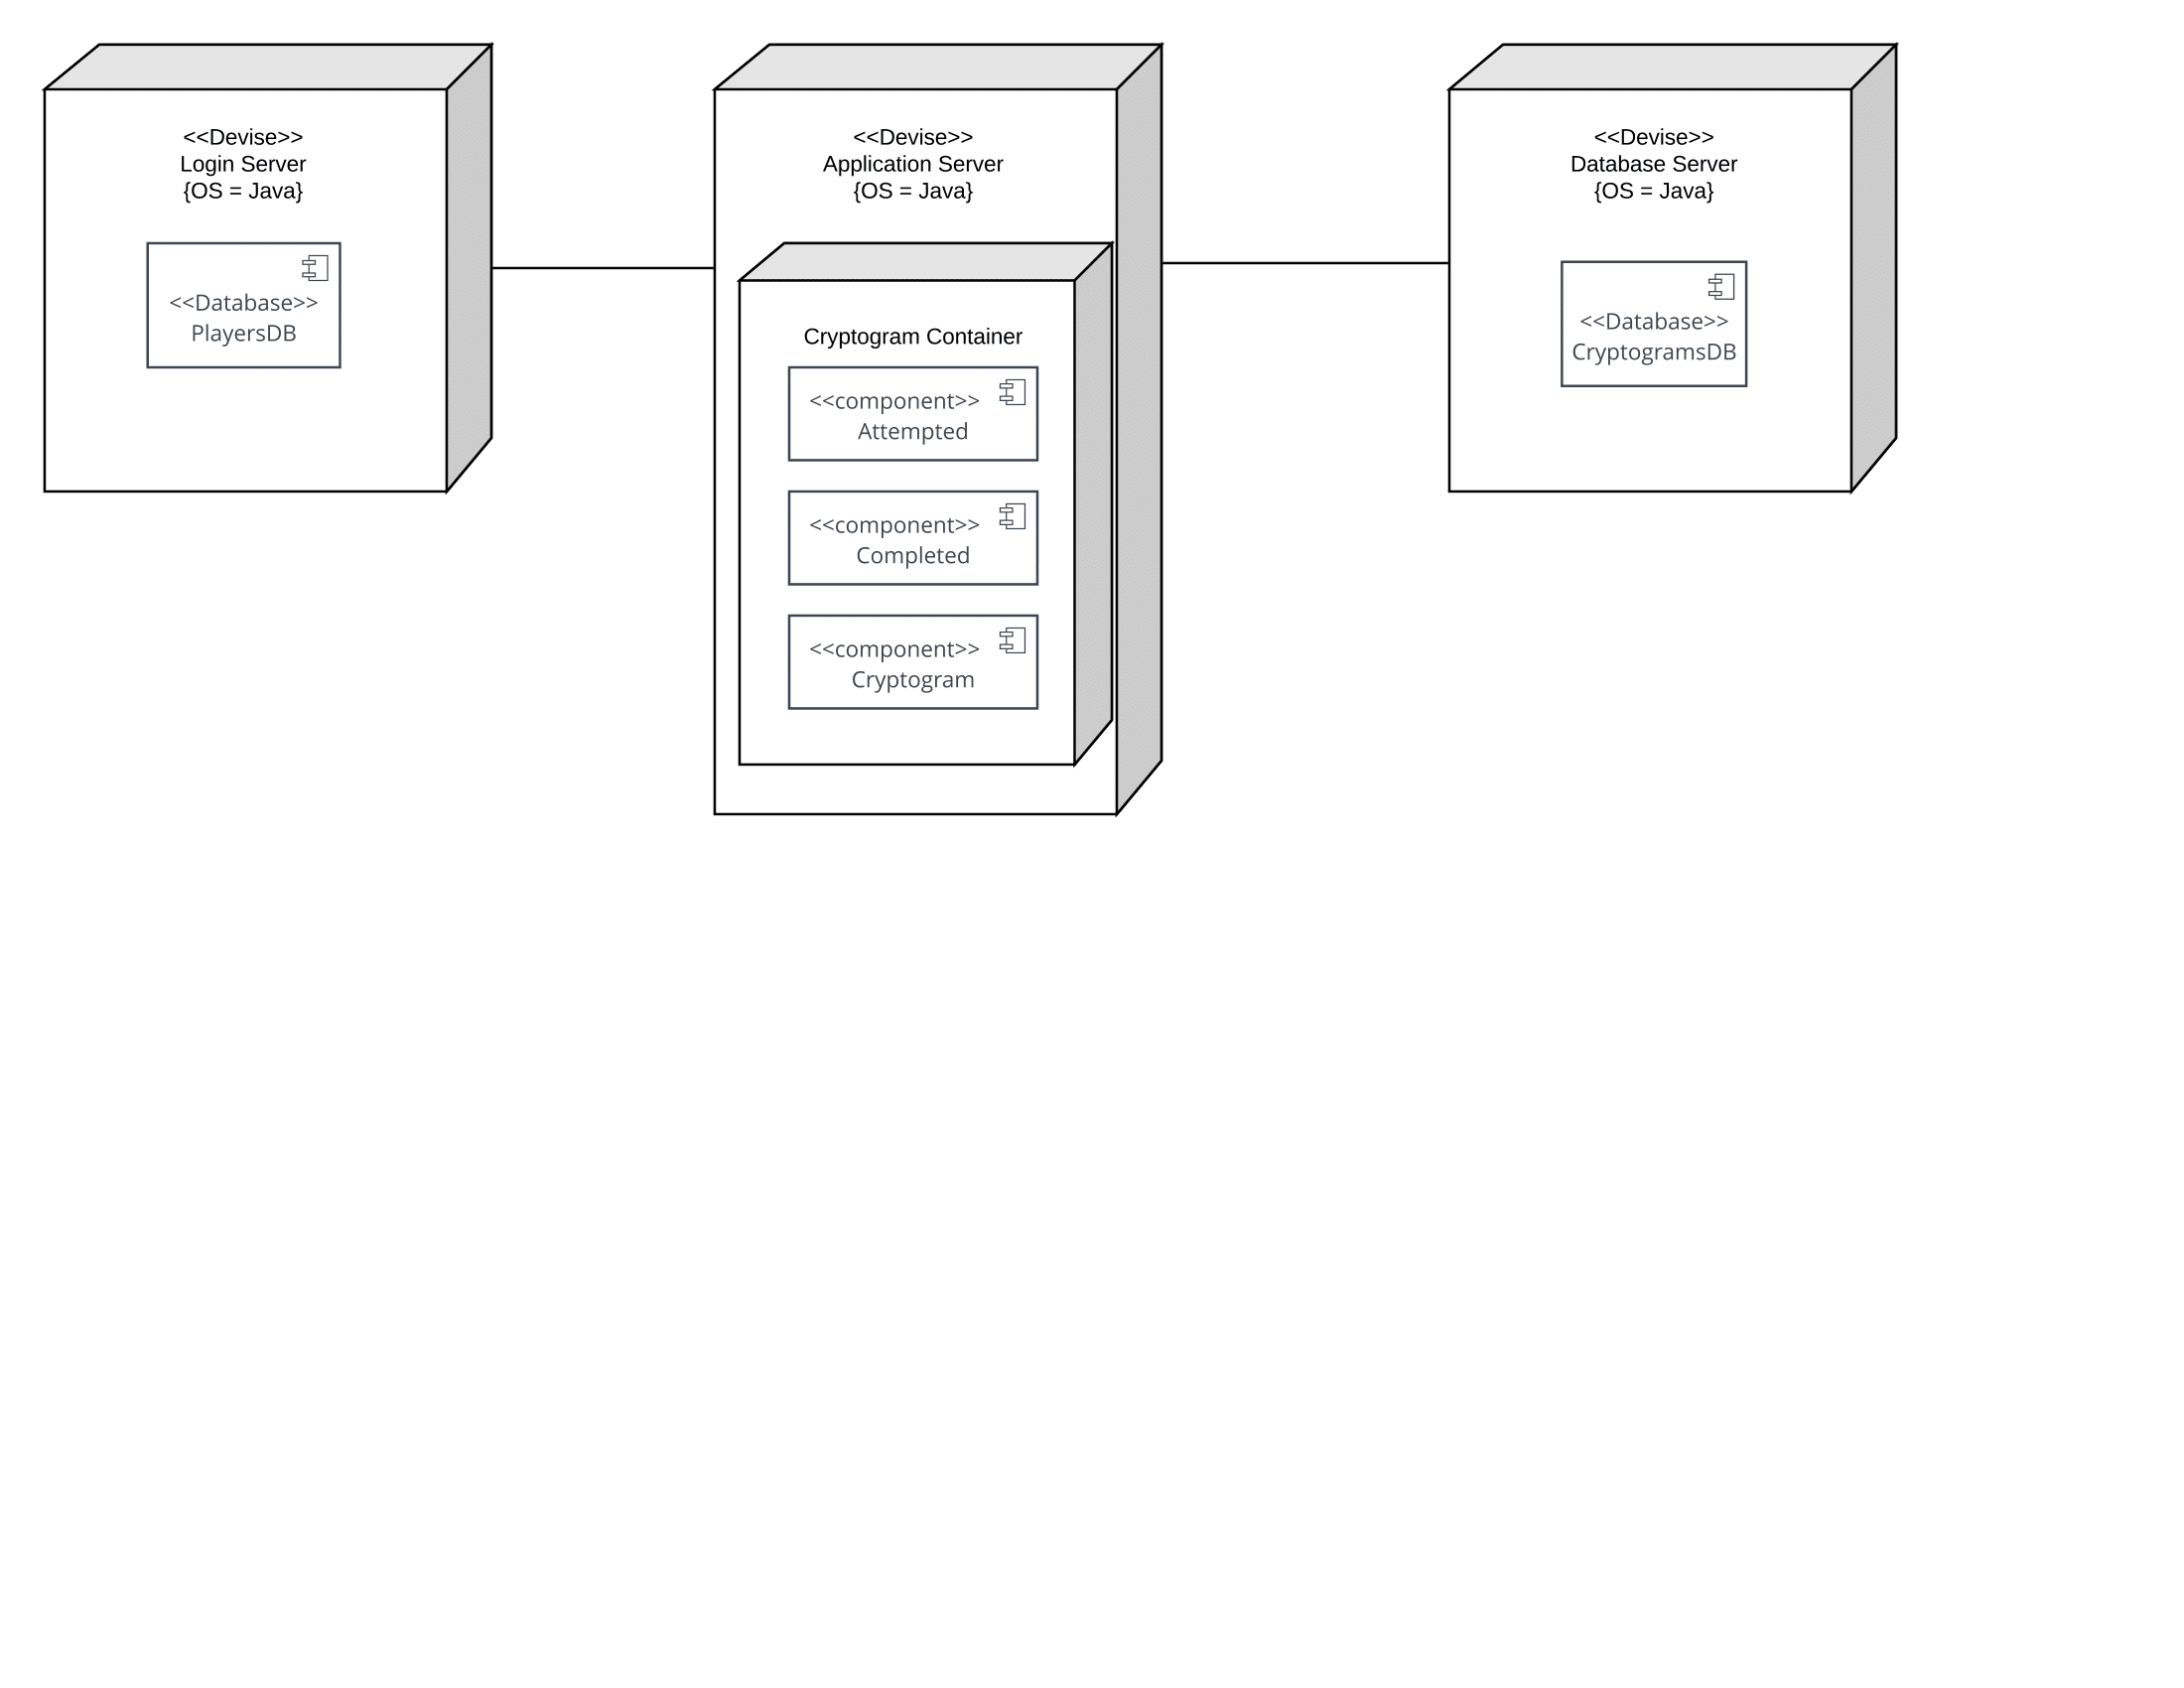 <<Devise>>
Login Server
{OS = Java}
<<Database>>
PlayersDB
<<Devise>>
Application Server
{OS = Java}
Cryptogram Container
<<component>>
Attempted
<<component>>
Completed
<<component>>
Cryptogram
<<Devise>>
Database Server
{OS = Java}
<<Database>>
CryptogramsDB